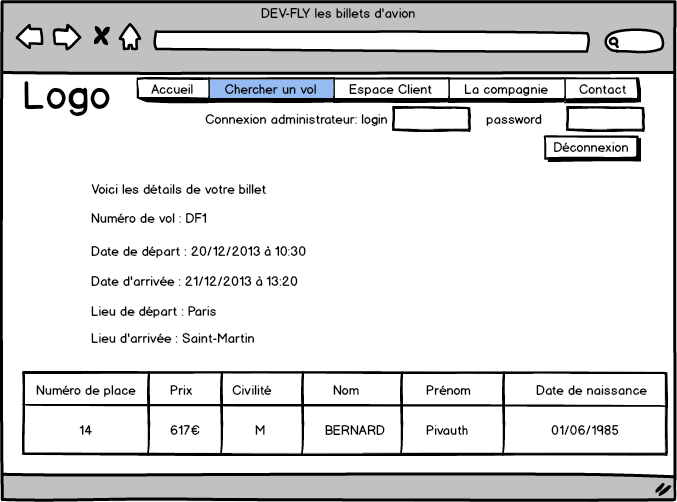 DEV-FLY les billets d'avion
Logo
Accueil Chercher un vol Espace Client La compagnie Contact
Connexion administrateur: login password
Déconnexion
Voici les détails de votre billet
Numéro de vol : DF1
Date de départ : 20/12/2013 à 10:30
Date d'arrivée : 21/12/2013 à 13:20
Lieu de départ : Paris
Lieu d'arrivée : Saint-Martin
Numéro de place Prix Civilité Nom Prénom Date de naissance
14 617€ M BERNARD Pivauth 01/06/1985